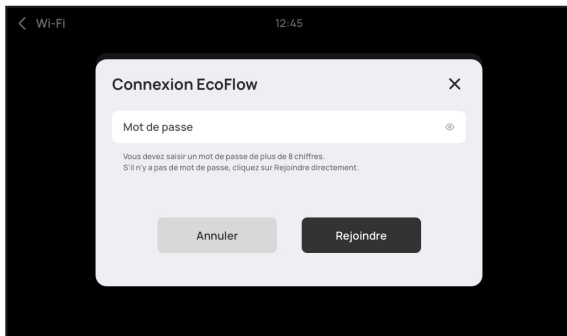 Wi-Fi
12:45
Connexion EcoFlow
Mot de passe
Vous devez saisir un mot de passe de plus de 8 chiffres.
S'il n'y a pas de mot de passe, cliquez sur Rejoindre directement.
Annuler
Rejoindre